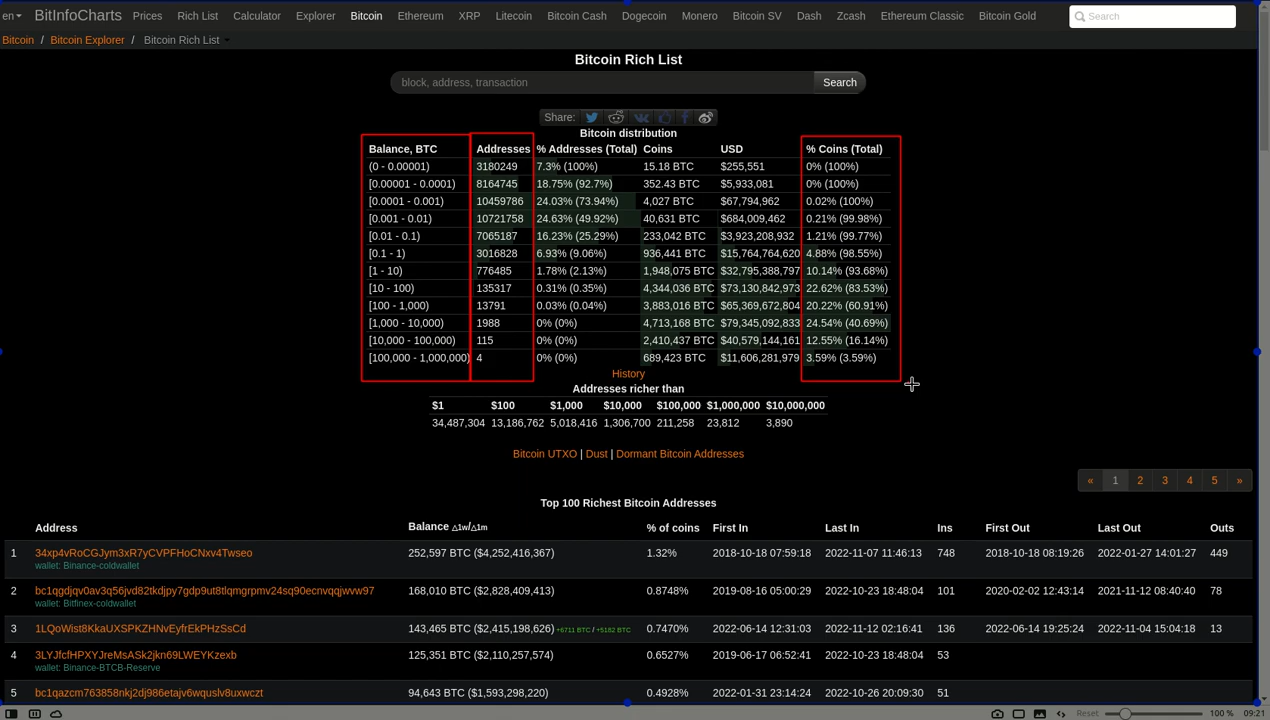 en BitInfoCharts Prices Rich List Calculator Explorer Bitcoin Ethereum XRP Litecoin Bitcoin Cash Dogecoin Monero Bitcoin SV Dash Zcash Ethereum Classic Bitcoin Gold Search
Bitcoin / Bitcoin Explorer / Bitcoin Rich List
Bitcoin Rich List
block, address, transaction Search
Share:
Bitcoin distribution
Balance, BTC Addresses % Addresses (Total) Coins USD % Coins (Total)
(0 - 0.00001) 3180249 7.3% (100%) 15.18 BTC $255,551 0% (100%)
[0.00001 - 0.0001) 8164745 18.75% (92.7%) 352.43 BTC $5,933,081 0% (100%)
[0.0001 - 0.001) 10459786 24.03% (73.94%) 4,027 BTC $67,794,962 0.02% (100%)
[0.001 - 0.01) 10721758 24.63% (49.92%) 40,631 BTC $684,009,462 0.21% (99.98%)
[0.01 - 0.1) 7065187 16.23% (25.29%) 233,042 BTC $3,923,208,932 1.21% (99.77%)
[0.1 - 1) 3016828 6.93% (9.06%) 936,441 BTC $15,764,764,620 4.88% (98.55%)
[1 - 10) 776485 1.78% (2.13%) 1,948,075 BTC $32,795,388,797 10.14% (93.68%)
[10 - 100) 135317 0.31% (0.35%) 4,344,036 BTC $73,130,842,973 22.62% (83.53%)
[100 - 1,000) 13791 0.03% (0.04%) 3,883,016 BTC $65,369,672,804 20.22% (60.91%)
[1,000 - 10,000) 1988 0% (0%) 4,713,168 BTC $79,345,092,833 24.54% (40.69%)
[10,000 - 100,000) 115 0% (0%) 2,410,437 BTC $40,579,144,161 12.55% (16.14%)
[100,000 - 1,000,000) 4 0% (0%) 689,423 BTC $11,606,281,979 3.59% (3.59%)
History
Addresses richer than
$1 $100 $1,000 $10,000 $100,000 $1,000,000 $10,000,000
34,487,304 13,186,762 5,018,416 1,306,700 211,258 23,812 3,890
Bitcoin UTXO | Dust | Dormant Bitcoin Addresses
« 1 2 3 4 5 »
Top 100 Richest Bitcoin Addresses
Address Balance △1w/△1m % of coins First In Last In Ins First Out Last Out Outs
1 34xp4vRoCGJym3xR7yCVPFHoCNxv4Twseo 252,597 BTC ($4,252,416,367) 1.32% 2018-10-18 07:59:18 2022-11-07 11:46:13 748 2018-10-18 08:19:26 2022-01-27 14:01:27 449
wallet: Binance-coldwallet
2 bc1qgdjqv0av3q56jvd82tkdjpy7gdp9ut8tlqmgrpmv24sq90ecnvqqjwvw97 168,010 BTC ($2,828,409,413) 0.8748% 2019-08-16 05:00:29 2022-10-23 18:48:04 101 2020-02-02 12:43:14 2021-11-12 08:40:40 78
wallet: Bitfinex-coldwallet
3 1LQoWist8KkaUXSPKZHNvEyfrEkPHzSsCd 143,465 BTC ($2,415,198,626) +6711 BTC / +5182 BTC 0.7470% 2022-06-14 12:31:03 2022-11-12 02:16:41 136 2022-06-14 19:25:24 2022-11-04 15:04:18 13
4 3LYJfcfHPXYJreMsASk2jkn69LWEYKzexb 125,351 BTC ($2,110,257,574) 0.6527% 2019-06-17 06:52:41 2022-10-23 18:48:04 53
wallet: Binance-BTCB-Reserve
5 bc1qazcm763858nkj2dj986etajv6wquslv8uxwczt 94,643 BTC ($1,593,298,220) 0.4928% 2022-01-31 23:14:24 2022-10-26 20:09:30 51
Reset 100 % 09:21